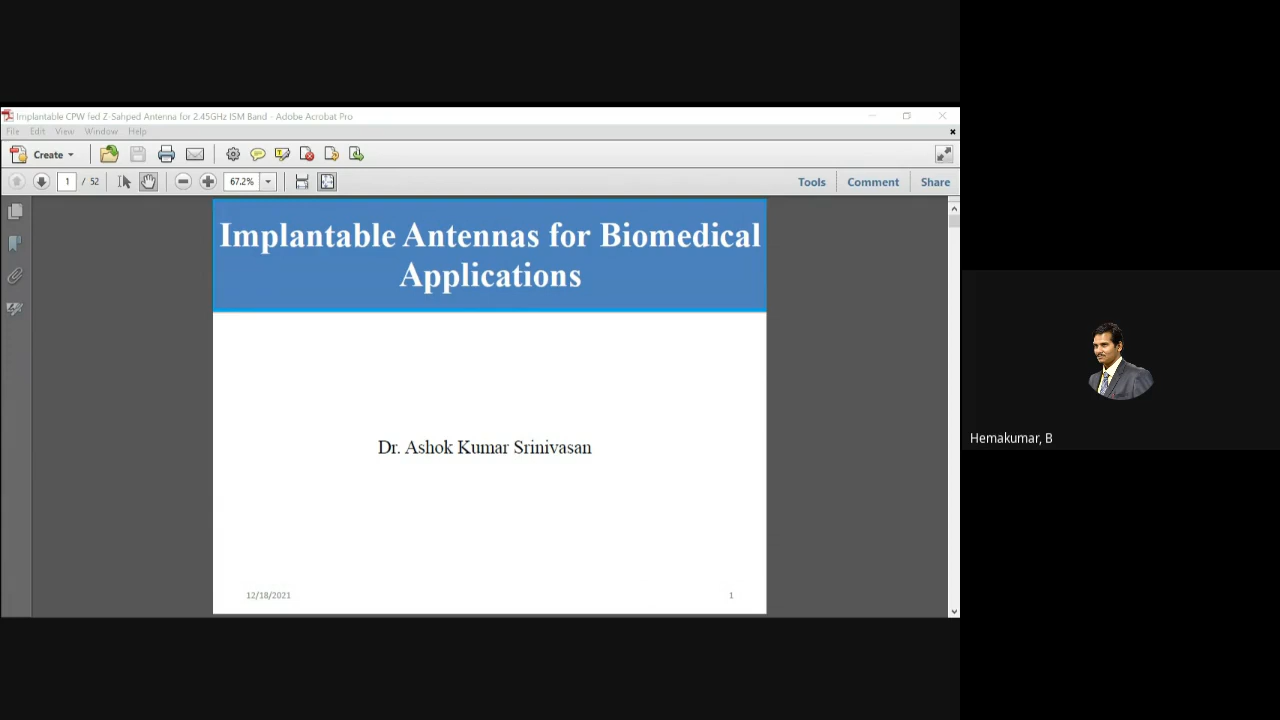 Implantable CPW fed Z-Sahped Antenna for 2.45GHz ISM Band - Adobe Acrobat Pro
File Edit View Window Help
Create
1 / 52 67.2% Tools Comment Share
Implantable Antennas for Biomedical
Applications
Dr. Ashok Kumar Srinivasan
12/18/2021 1
Hemakumar, B